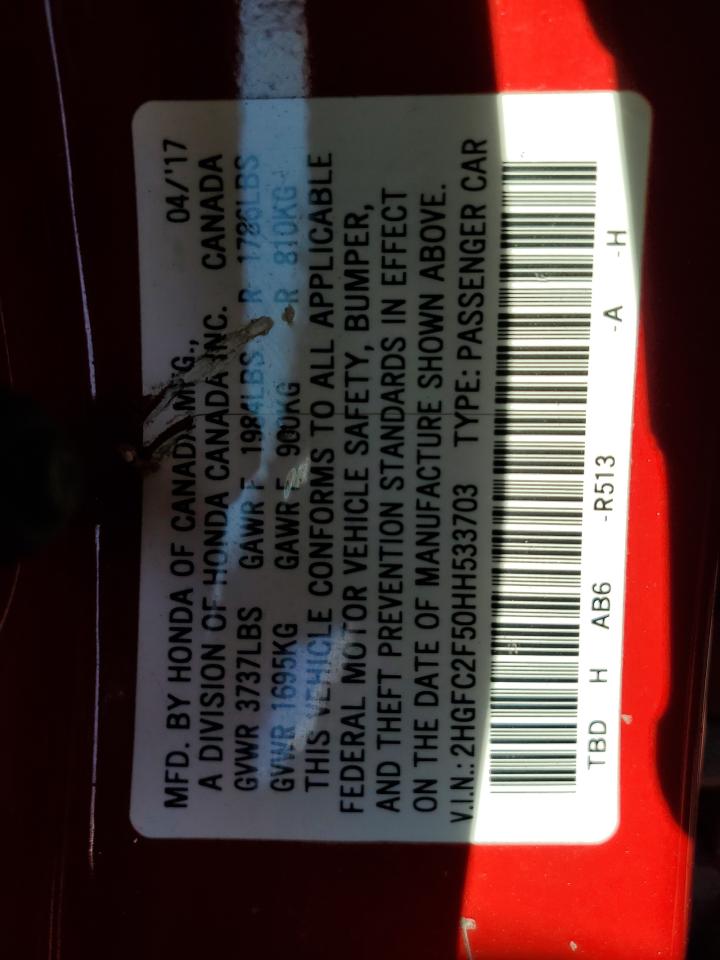 MFD. BY HONDA OF CANADA MFG., 04/'17
A DIVISION OF HONDA CANADA INC. CANADA
GVWR 3737LBS GAWR F 1984LBS R 1786LBS
GVWR 1695KG GAWR F 900KG R 810KG
THIS VEHICLE CONFORMS TO ALL APPLICABLE
FEDERAL MOTOR VEHICLE SAFETY, BUMPER,
AND THEFT PREVENTION STANDARDS IN EFFECT
ON THE DATE OF MANUFACTURE SHOWN ABOVE.
V.I.N.: 2HGFC2F50HH533703 TYPE: PASSENGER CAR
TBD H AB6 -R513 -A -H